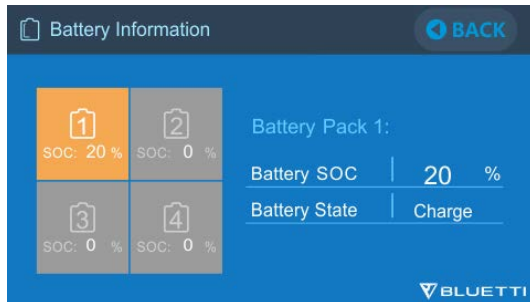 Battery Information
BACK
1
SOC: 20 %
2
SOC: 0 %
3
SOC: 0 %
4
SOC: 0 %
Battery Pack 1:
Battery SOC 20 %
Battery State Charge
BLUETTI